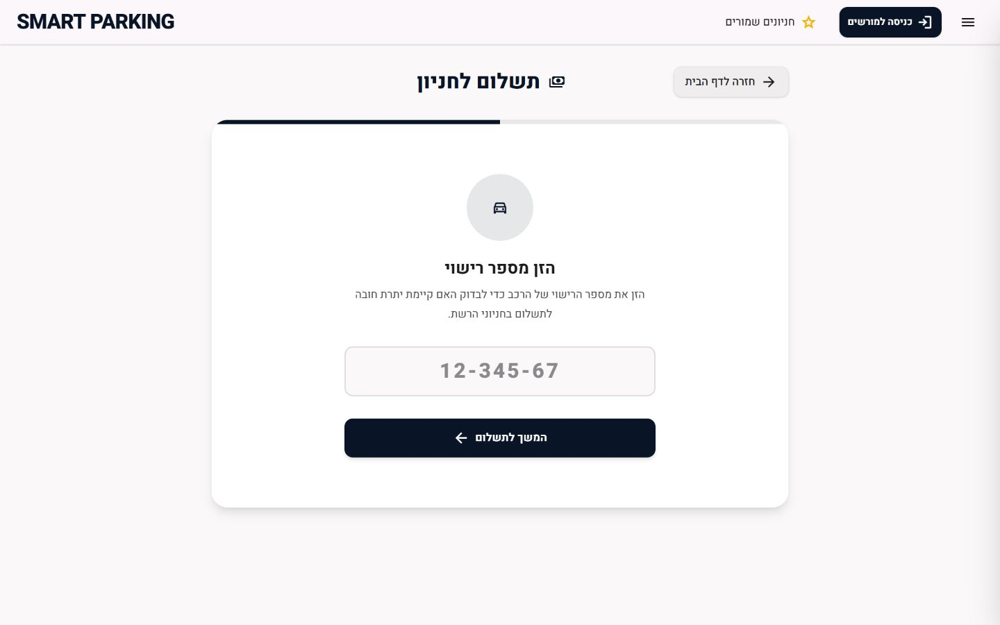 כניסה למורשים
חניונים שמורים
SMART PARKING
חזרה לדף הבית
תשלום לחניון
הזן מספר רישוי
הזן את מספר הרישוי של הרכב כדי לבדוק האם קיימת יתרת חובה
לתשלום בחניוני הרשת.
12-345-67
המשך לתשלום